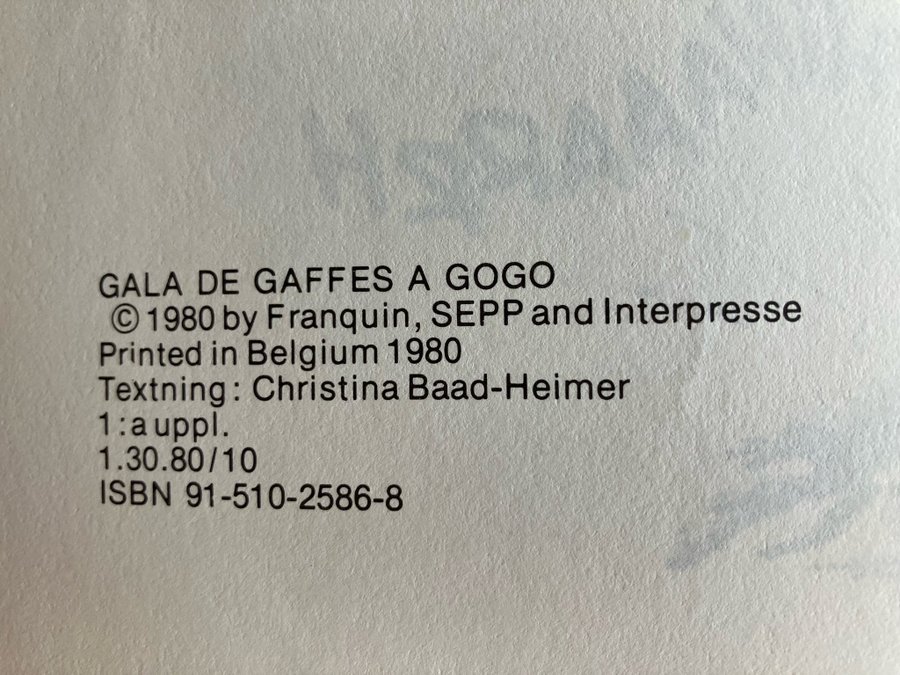 GALA DE GAFFES A GOGO
© 1980 by Franquin, SEPP and Interpresse
Printed in Belgium 1980
Textning: Christina Baad-Heimer
1:a uppl.
1.30.80/10
ISBN 91-510-2586-8